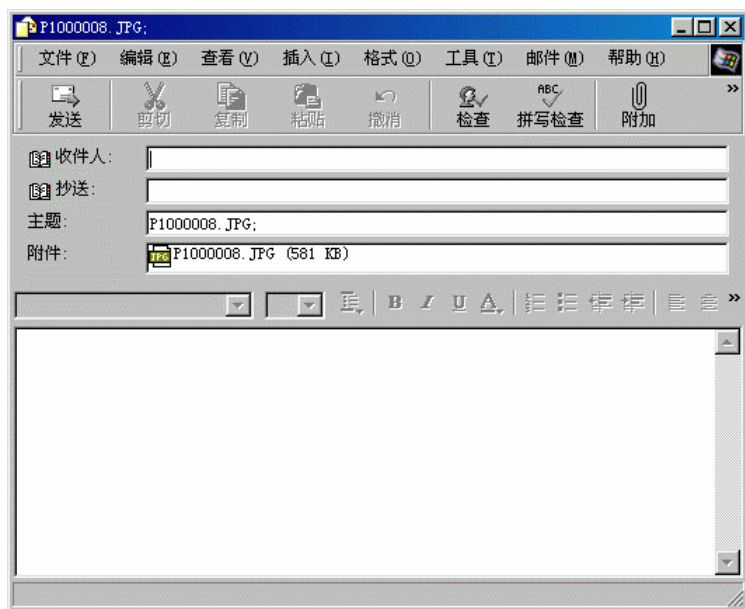 P1000008.JPG;
文件(F) 编辑(E) 查看(V) 插入(I) 格式(O) 工具(T) 邮件(M) 帮助(H)
ABC
发送 剪切 复制 粘贴 撤消 检查 拼写检查 附加 »
收件人:
抄送:
主题: P1000008.JPG;
附件: JPG P1000008.JPG (581 KB)
B I U A »